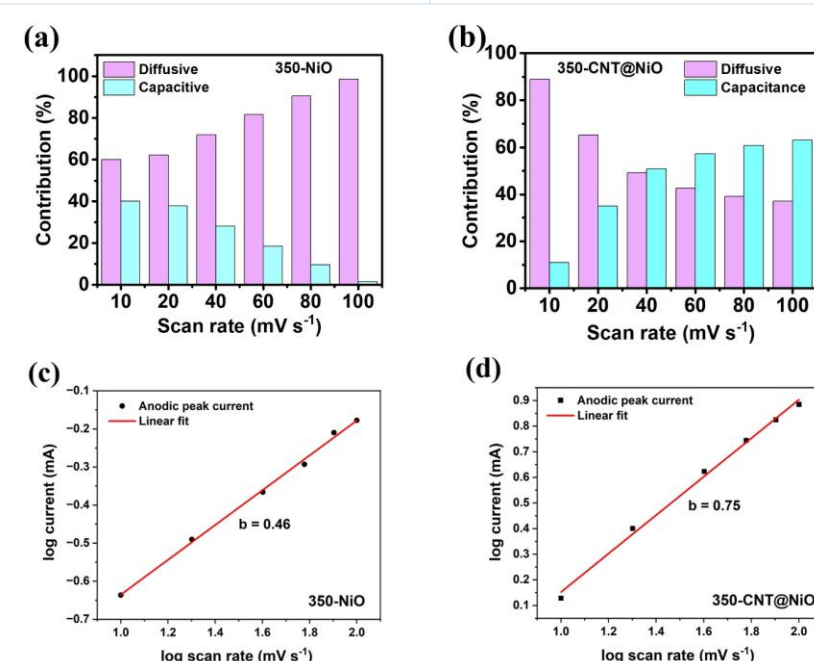 (a)
350-NiO
Diffusive
Capacitive
Contribution (%)
100
80
60
40
20
0
10 20 40 60 80 100
Scan rate (mV s⁻¹)
(b)
350-CNT@NiO
Diffusive
Capacitance
Contribution (%)
100
80
60
40
20
0
10 20 40 60 80 100
Scan rate (mV s⁻¹)
(c)
Anodic peak current
Linear fit
log current (mA)
−0.1
−0.2
−0.3
−0.4
−0.5
−0.6
−0.7
b = 0.46
350-NiO
1.0 1.2 1.4 1.6 1.8 2.0
log scan rate (mV s⁻¹)
(d)
Anodic peak current
Linear fit
log current (mA)
0.9
0.8
0.7
0.6
0.5
0.4
0.3
0.2
0.1
b = 0.75
350-CNT@NiO
1.0 1.2 1.4 1.6 1.8 2.0
log scan rate (mV s⁻¹)